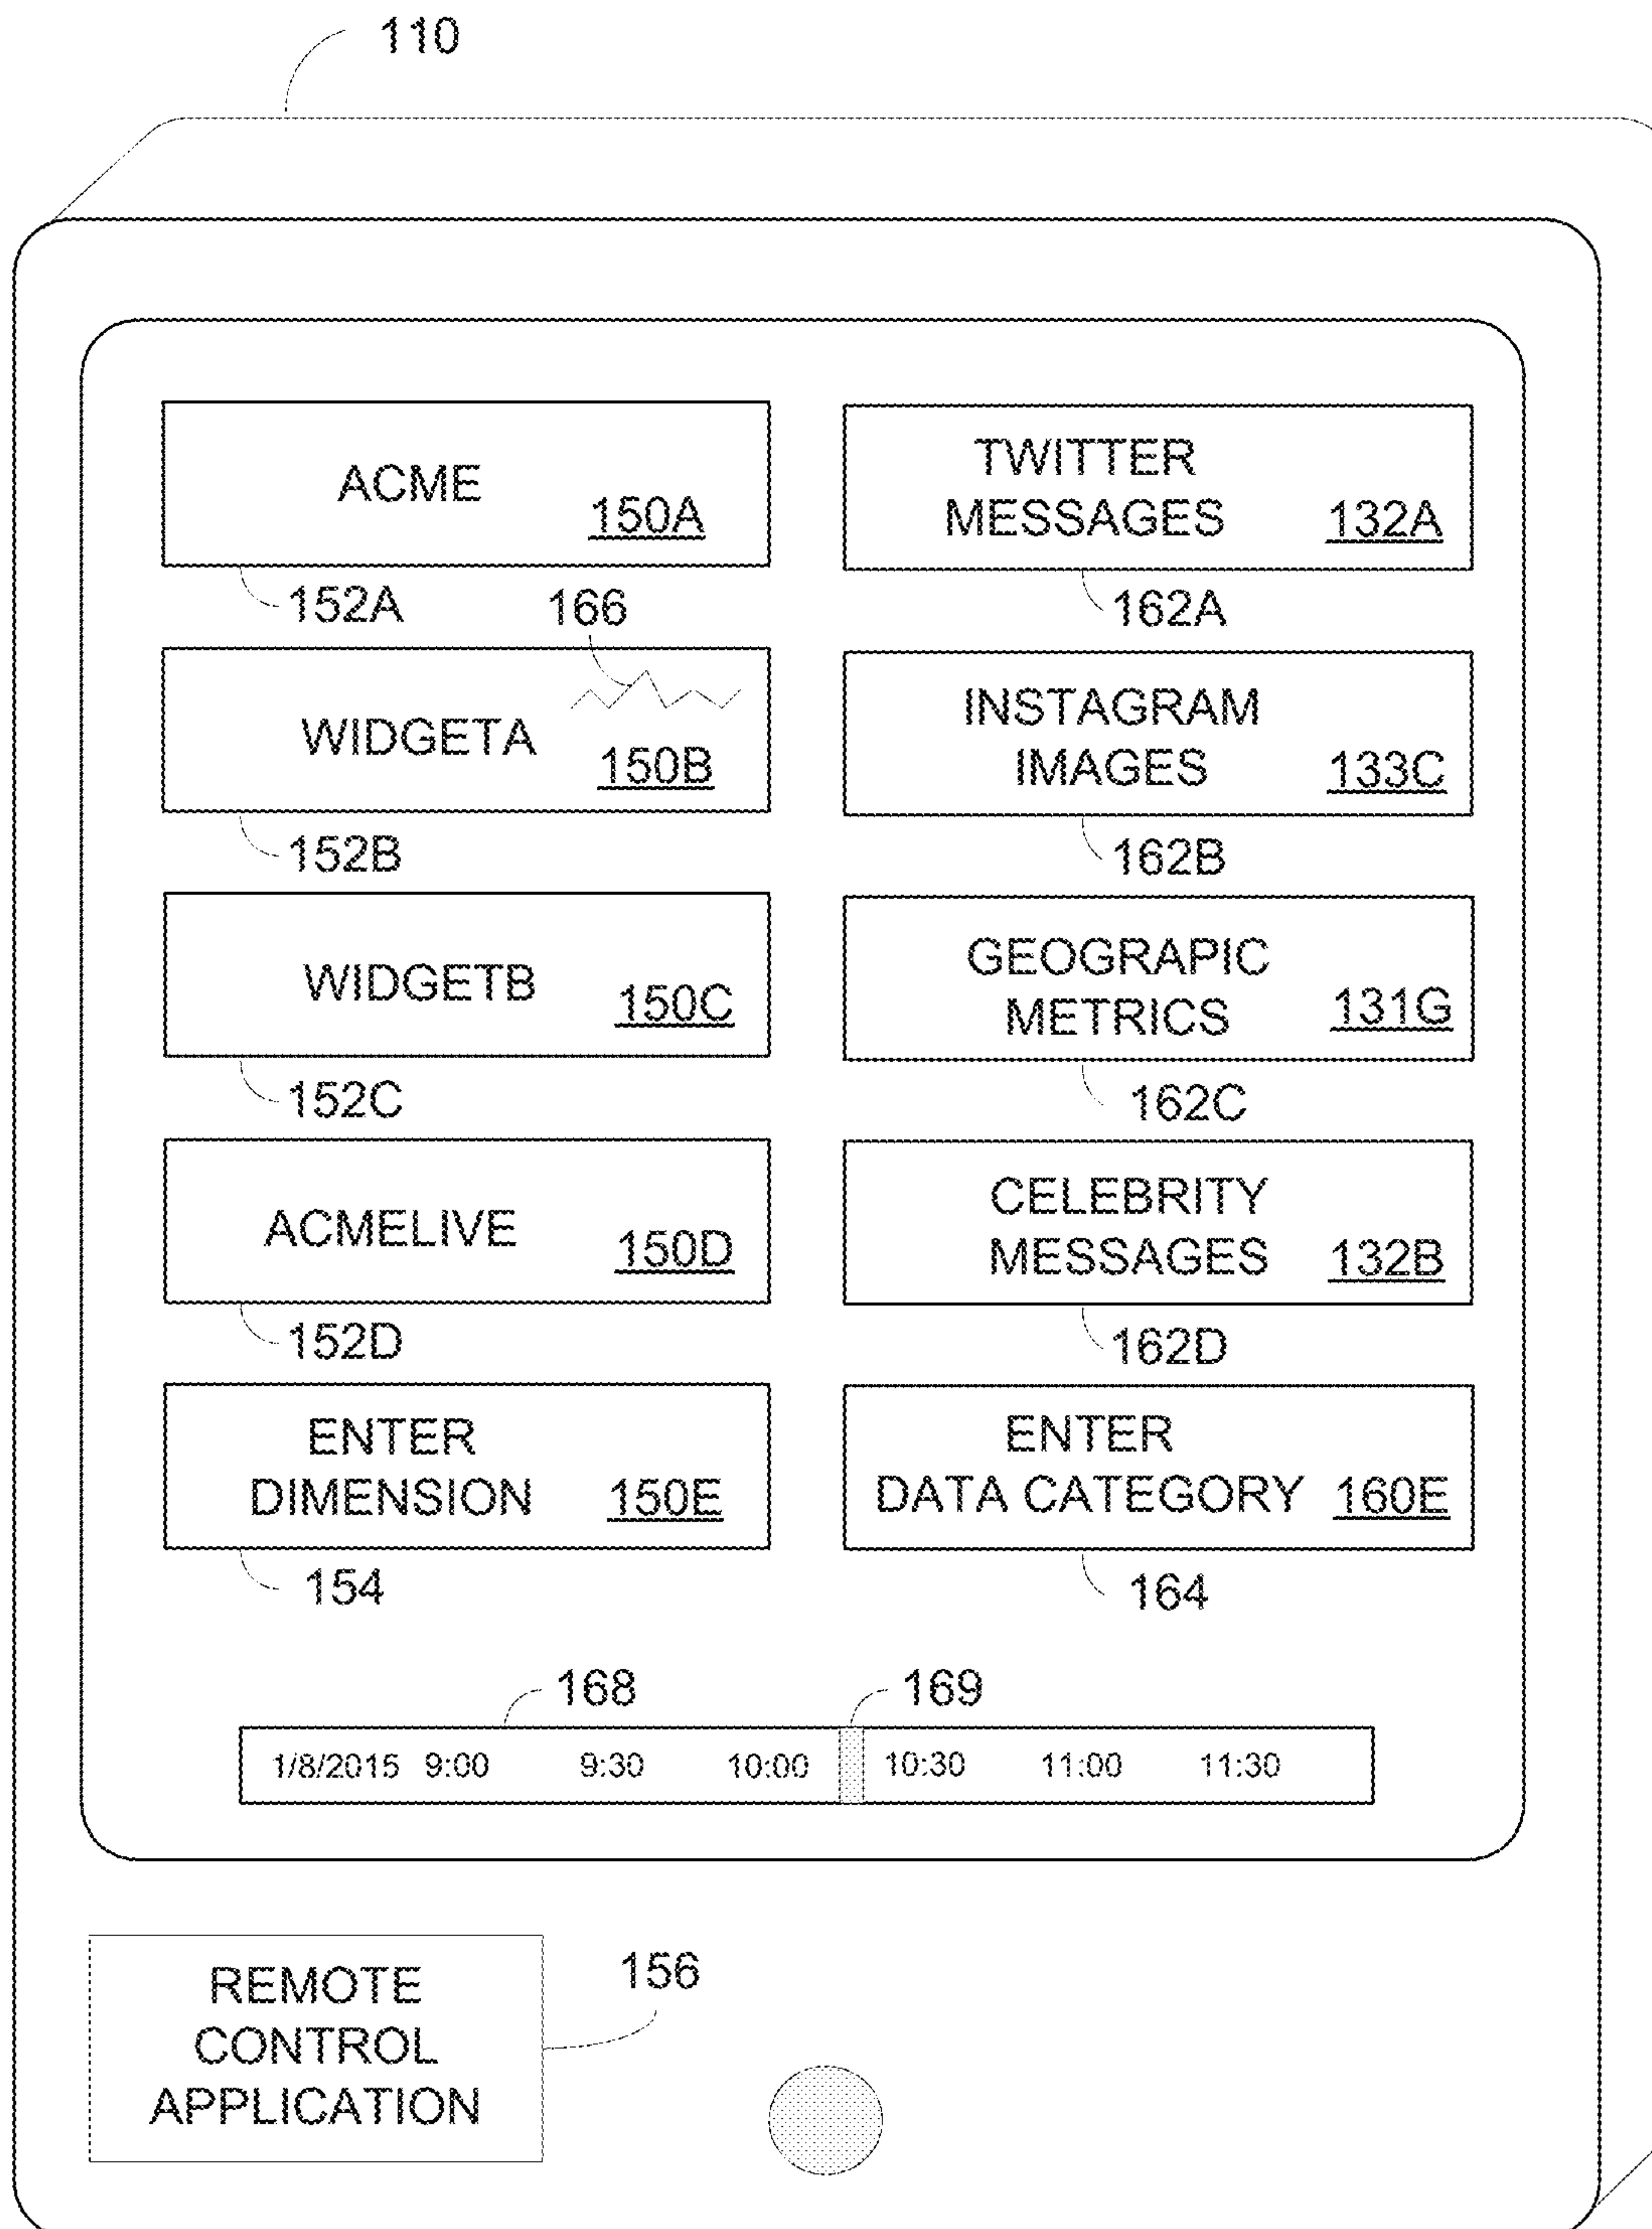 110
ACME
150A
TWITTER
MESSAGES
132A
152A
166
162A
WIDGETA
150B
INSTAGRAM
IMAGES
133C
152B
162B
WIDGETB
150C
GEOGRAPIC
METRICS
131G
152C
162C
ACMELIVE
150D
CELEBRITY
MESSAGES
132B
152D
162D
ENTER
DIMENSION
150E
ENTER
DATA CATEGORY
160E
154
164
168
169
1/8/2015 9:00 9:30 10:00 10:30 11:00 11:30
REMOTE
CONTROL
APPLICATION
156